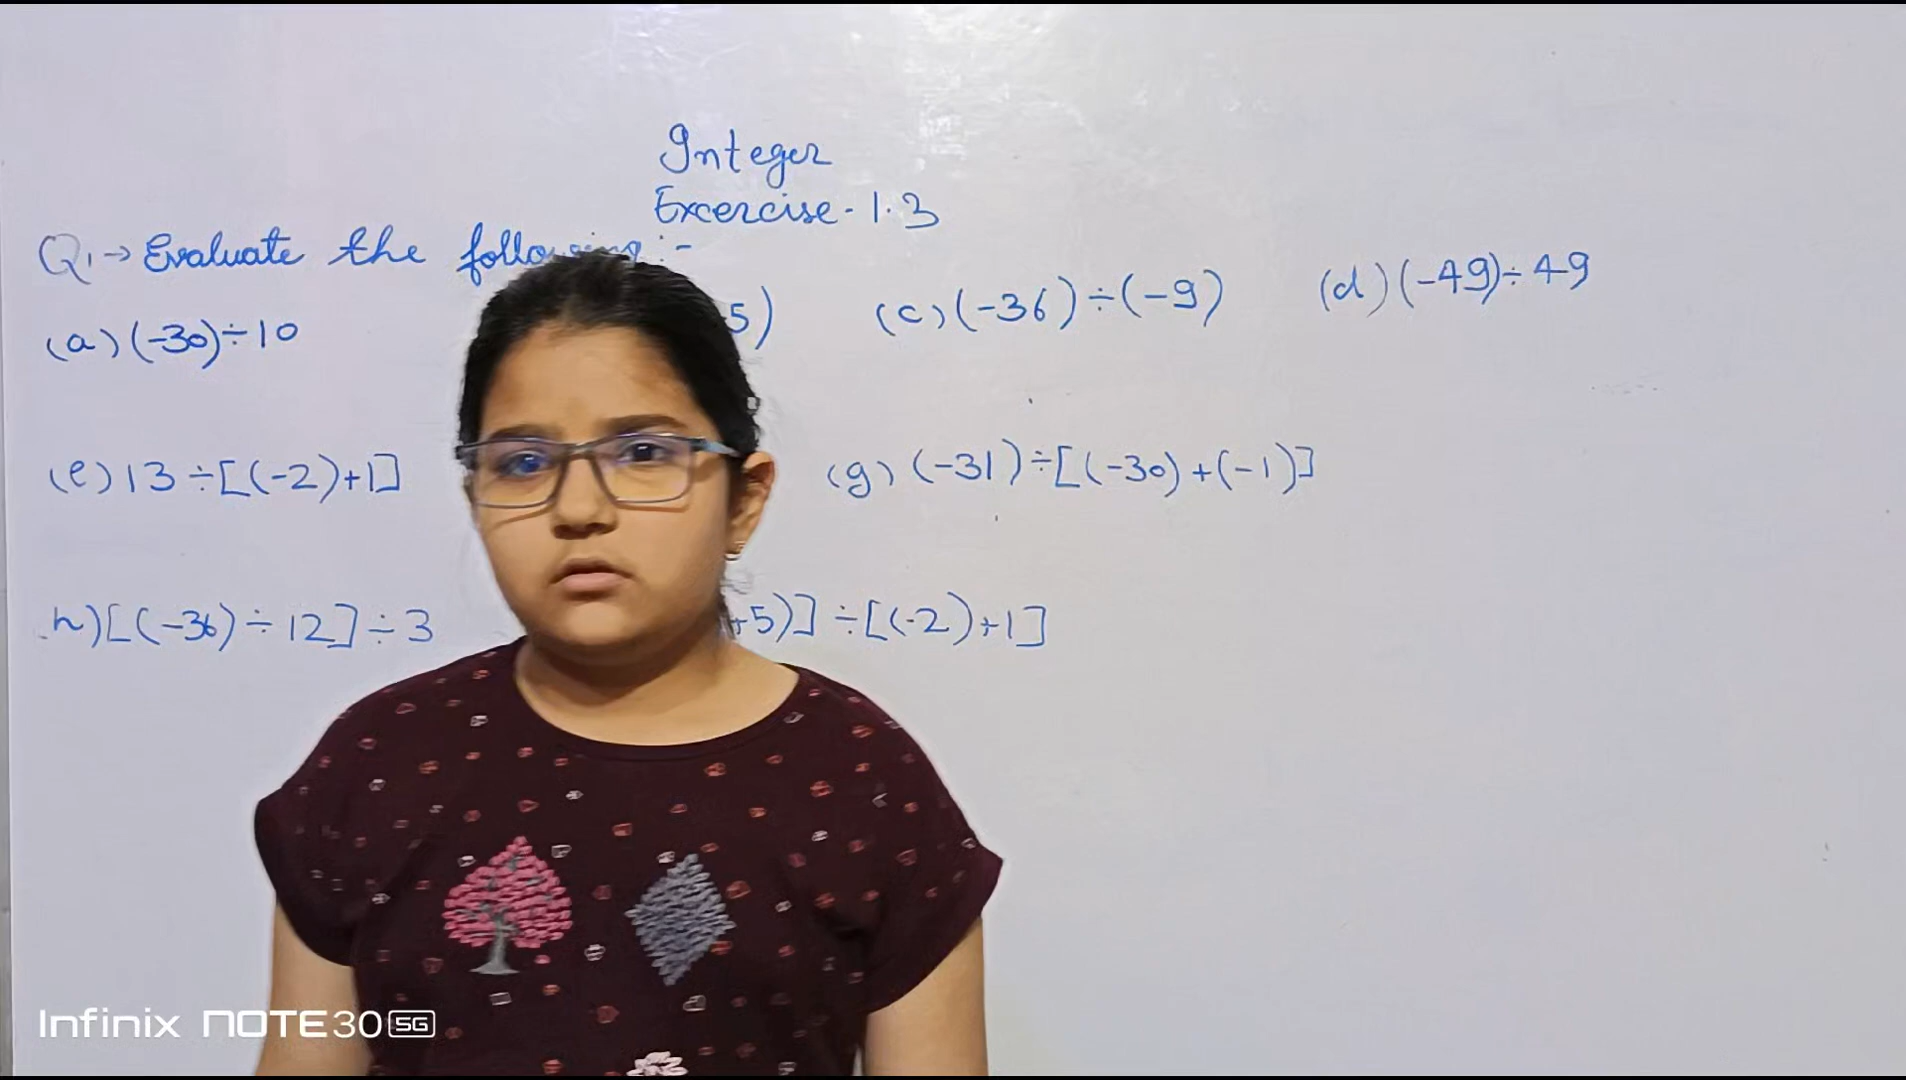 Integer
Excercise - 1.3
Q1 → Evaluate the following :-
(a) (-30) ÷ 10
5)
(c) (-36) ÷ (-9)
(d) (-49) ÷ 49
(e) 13 ÷ [(-2)+1]
(g) (-31) ÷ [(-30) + (-1)]
h) [(-36) ÷ 12] ÷ 3
+5)] ÷ [(-2)+1]
Infinix NOTE 30 5G